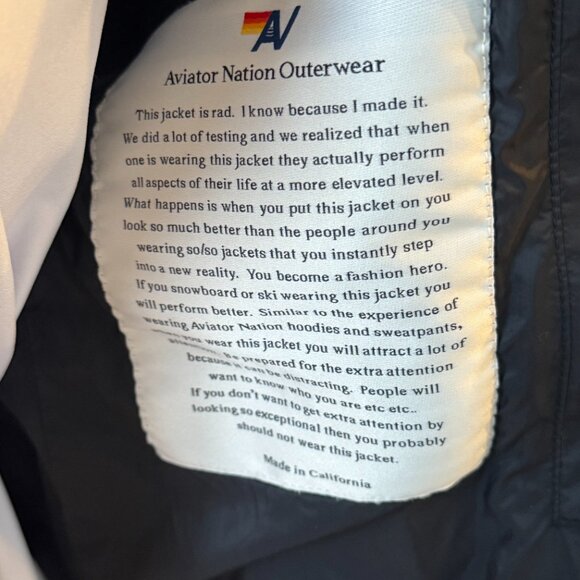 AV
Aviator Nation Outerwear
This jacket is rad. I know because I made it.
We did a lot of testing and we realized that when
one is wearing this jacket they actually perform
all aspects of their life at a more elevated level.
What happens is when you put this jacket on you
look so much better than the people around you
wearing so/so jackets that you instantly step
into a new reality. You become a fashion hero.
If you snowboard or ski wearing this jacket you
will perform better. Similar to the experience of
wearing Aviator Nation hoodies and sweatpants,
when you wear this jacket you will attract a lot of
attention. Be prepared for the extra attention
because it can be distracting. People will
want to know who you are etc etc..
If you don't want to get extra attention by
looking so exceptional then you probably
should not wear this jacket.
Made in California